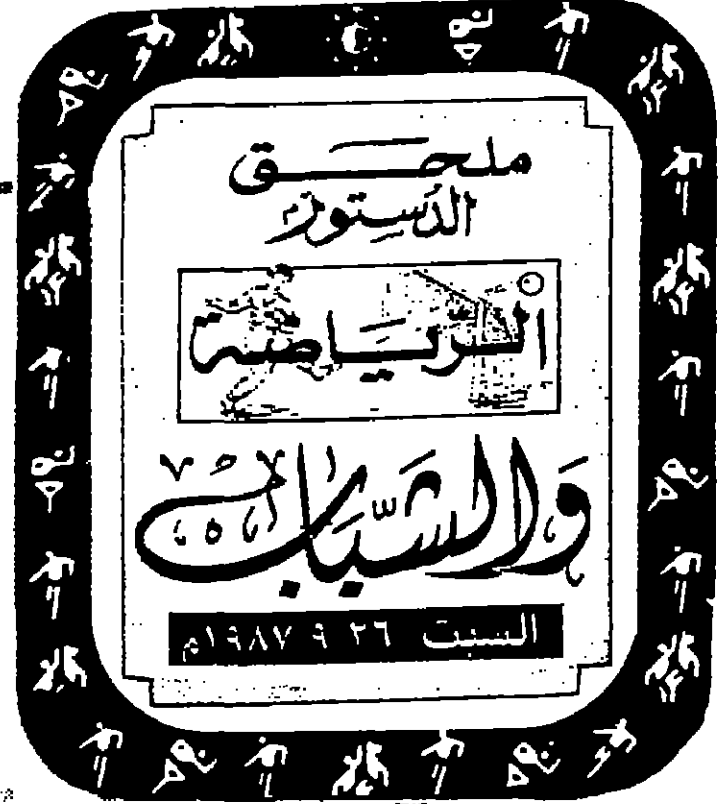 ملحق
الدستور
الرياضة
والشباب
السبت ٢٦ ٩ ١٩٨٧م